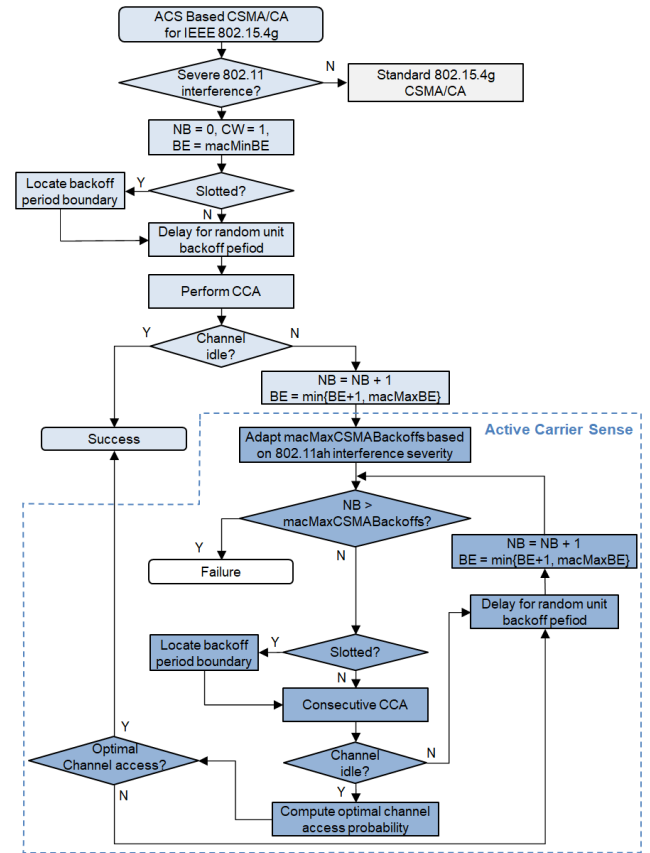 ACS Based CSMA/CA
for IEEE 802.15.4g
Severe 802.11
interference?
N
Standard 802.15.4g
CSMA/CA
Y
NB = 0, CW = 1,
BE = macMinBE
Locate backoff
period boundary
Y
Slotted?
N
Delay for random unit
backoff pefiod
Perform CCA
Y
Channel
idle?
N
NB = NB + 1
BE = min{BE+1, macMaxBE}
Success
Adapt macMaxCSMABackoffs based
on 802.11ah interference severity
Active Carrier Sense
NB >
macMaxCSMABackoffs?
Y
N
Failure
NB = NB + 1
BE = min{BE+1, macMaxBE}
Delay for random unit
backoff pefiod
Locate backoff
period boundary
Y
Slotted?
N
Consecutive CCA
Y
Optimal
Channel access?
N
Channel
idle?
N
Y
Compute optimal channel
access probability